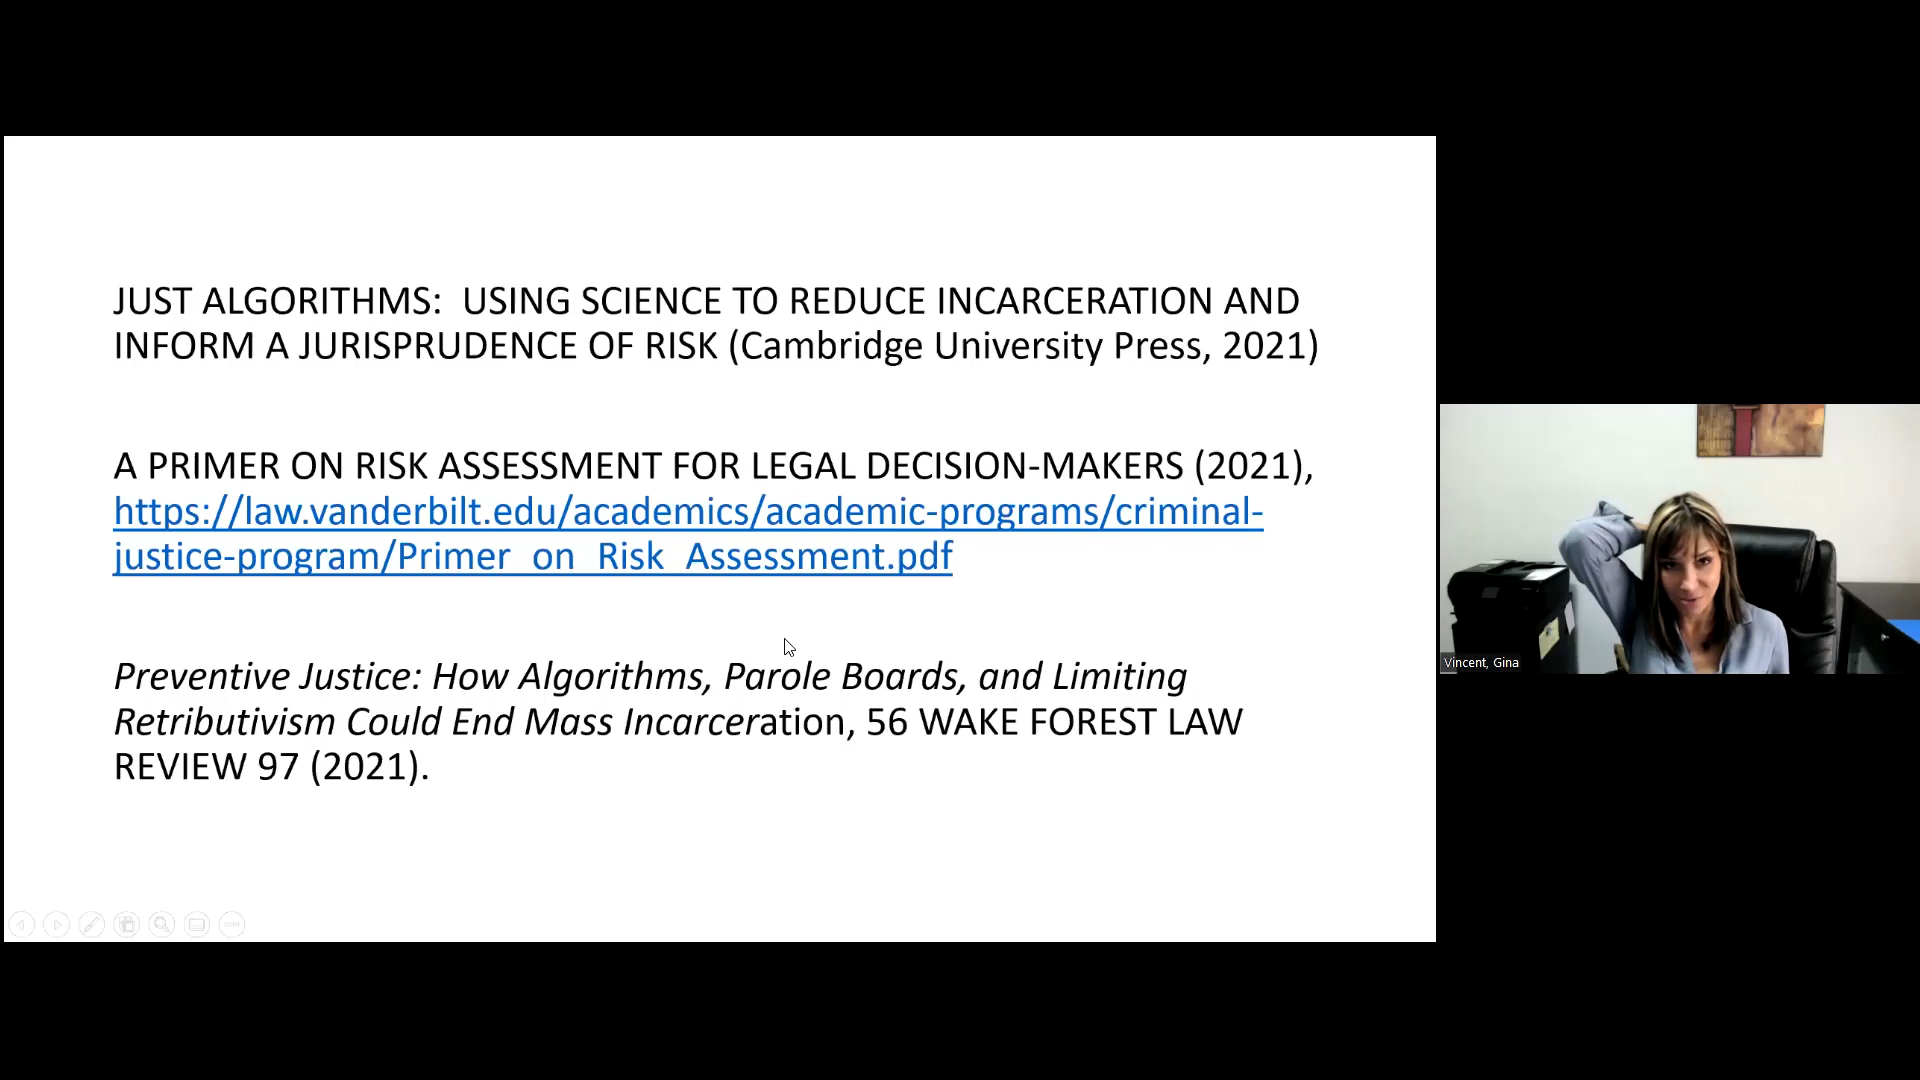 JUST ALGORITHMS:  USING SCIENCE TO REDUCE INCARCERATION AND
INFORM A JURISPRUDENCE OF RISK (Cambridge University Press, 2021)
A PRIMER ON RISK ASSESSMENT FOR LEGAL DECISION-MAKERS (2021),
https://law.vanderbilt.edu/academics/academic-programs/criminal-
justice-program/Primer_on_Risk_Assessment.pdf
Preventive Justice: How Algorithms, Parole Boards, and Limiting
Retributivism Could End Mass Incarceration, 56 WAKE FOREST LAW
REVIEW 97 (2021).
Vincent, Gina